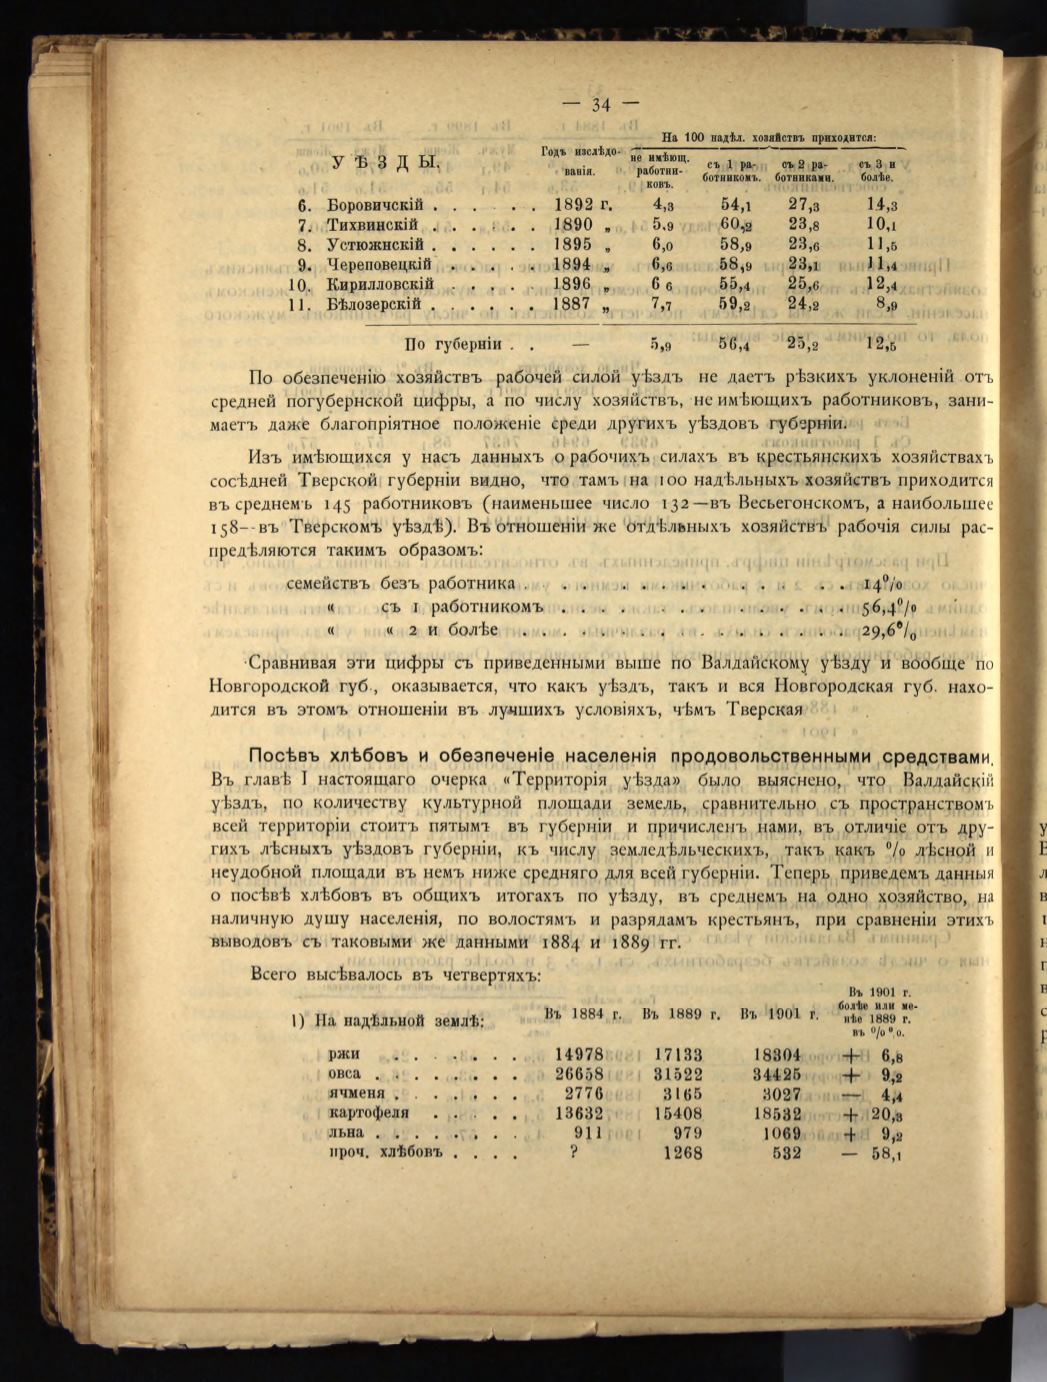 — 34 —
На 100 надѣл. хозяйствъ приходится:
УѢЗДЫ. Годъ изслѣдованія. не имѣющ. работниковъ. съ 1 работникомъ. съ 2 работниками. съ 3 и болѣе.
6. Боровичскій . . . . . . 1892 г. 4,3 54,1 27,3 14,3
7. Тихвинскій . . . . . . 1890 „ 5,9 60,2 23,8 10,1
8. Устюжнскій . . . . . . 1895 „ 6,0 58,9 23,6 11,5
9. Череповецкій . . . . . 1894 „ 6,6 58,9 23,1 11,4
10. Кирилловскій . . . . . 1896 „ 6 6 55,4 25,6 12,4
11. Бѣлозерскій . . . . . . 1887 „ 7,7 59,2 24,2 8,9
По губерніи . . — 5,9 56,4 25,2 12,5
По обезпеченію хозяйствъ рабочей силой уѣздъ не даетъ рѣзкихъ уклоненій отъ
средней погубернской цифры, а по числу хозяйствъ, не имѣющихъ работниковъ, зани-
маетъ даже благопріятное положеніе среди другихъ уѣздовъ губерніи.
Изъ имѣющихся у насъ данныхъ о рабочихъ силахъ въ крестьянскихъ хозяйствахъ
сосѣдней Тверской губерніи видно, что тамъ на 100 надѣльныхъ хозяйствъ приходится
въ среднемъ 145 работниковъ (наименьшее число 132—въ Весьегонскомъ, а наибольшее
158--въ Тверскомъ уѣздѣ). Въ отношеніи же отдѣльныхъ хозяйствъ рабочія силы рас-
предѣляются такимъ образомъ:
семействъ безъ работника . . . . . . . . . . . . . 14%
« съ 1 работникомъ . . . . . . . . . . . . . 56,4%
« « 2 и болѣе . . . . . . . . . . . . . . . . 29,6%
Сравнивая эти цифры съ приведенными выше по Валдайскому уѣзду и вообще по
Новгородской губ., оказывается, что какъ уѣздъ, такъ и вся Новгородская губ. нахо-
дится въ этомъ отношеніи въ лучшихъ условіяхъ, чѣмъ Тверская
Посѣвъ хлѣбовъ и обезпеченіе населенія продовольственными средствами.
Въ главѣ I настоящаго очерка «Территорія уѣзда» было выяснено, что Валдайскій
уѣздъ, по количеству культурной площади земель, сравнительно съ пространствомъ
всей территоріи стоитъ пятымъ въ губерніи и причисленъ нами, въ отличіе отъ дру-
гихъ лѣсныхъ уѣздовъ губерніи, къ числу земледѣльческихъ, такъ какъ % лѣсной и
неудобной площади въ немъ ниже средняго для всей губерніи. Теперь приведемъ данныя
о посѣвѣ хлѣбовъ въ общихъ итогахъ по уѣзду, въ среднемъ на одно хозяйство, на
наличную душу населенія, по волостямъ и разрядамъ крестьянъ, при сравненіи этихъ
выводовъ съ таковыми же данными 1884 и 1889 гг.
Всего высѣвалось въ четвертяхъ:
1) На надѣльной землѣ: Въ 1884 г. Въ 1889 г. Въ 1901 г. Въ 1901 г. болѣе или менѣе 1889 г. въ %%.
ржи . . . . . . . 14978 17133 18304 + 6,8
овса . . . . . . . . 26658 31522 34425 + 9,2
ячменя . . . . . . . 2776 3165 3027 — 4,4
картофеля . . . . . 13632 15408 18532 + 20,3
льна . . . . . . . . 911 979 1069 + 9,2
проч. хлѣбовъ . . . . ? 1268 532 — 58,1